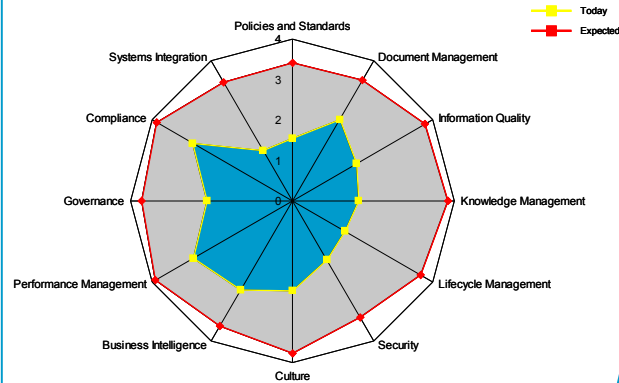 Today
Expected
Policies and Standards
4
Systems Integration
Document Management
3
Compliance
Information Quality
2
1
Governance
0
Knowledge Management
Performance Management
Lifecycle Management
Business Intelligence
Security
Culture